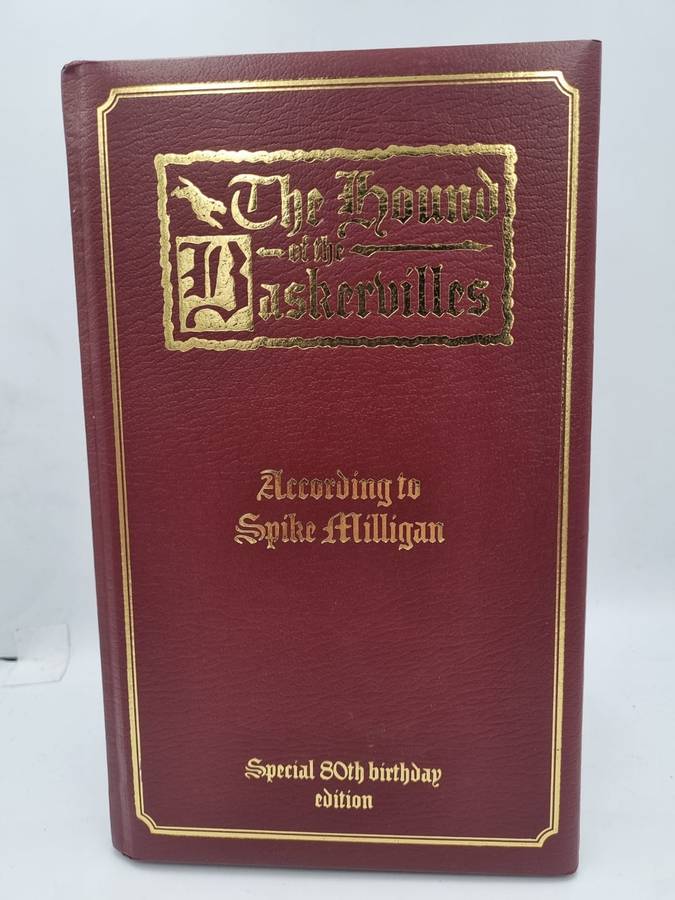 The Hound
of the
Baskervilles
According to
Spike Milligan
Special 80th birthday
edition